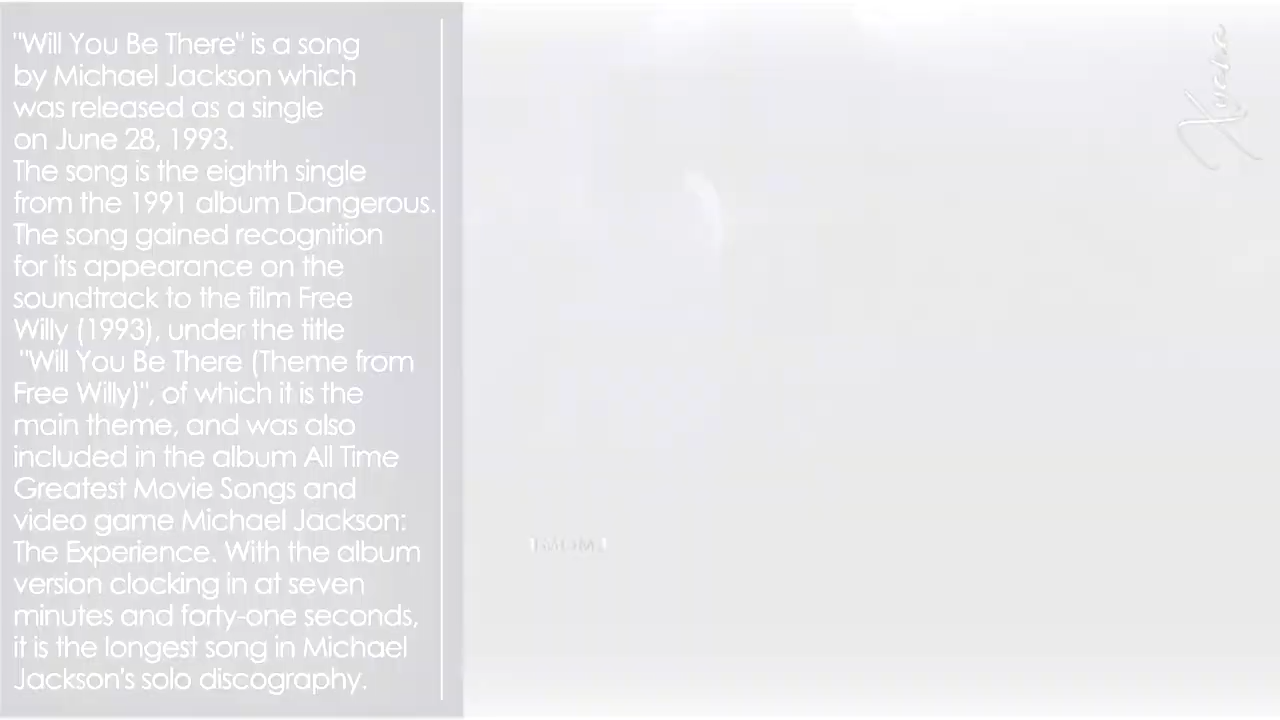 "Will You Be There" is a song
by Michael Jackson which
was released as a single
on June 28, 1993.
The song is the eighth single
from the 1991 album Dangerous.
The song gained recognition
for its appearance on the
soundtrack to the film Free
Willy (1993), under the title
"Will You Be There (Theme from
Free Willy)", of which it is the
main theme, and was also
included in the album All Time
Greatest Movie Songs and
video game Michael Jackson:
The Experience. With the album
version clocking in at seven
minutes and forty-one seconds,
it is the longest song in Michael
Jackson's solo discography.